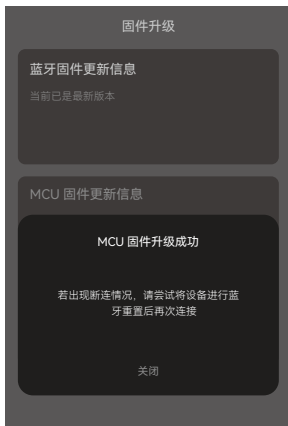 固件升级
蓝牙固件更新信息
当前已是最新版本
MCU 固件更新信息
MCU 固件升级成功
若出现断连情况，请尝试将设备进行蓝
牙重置后再次连接
关闭